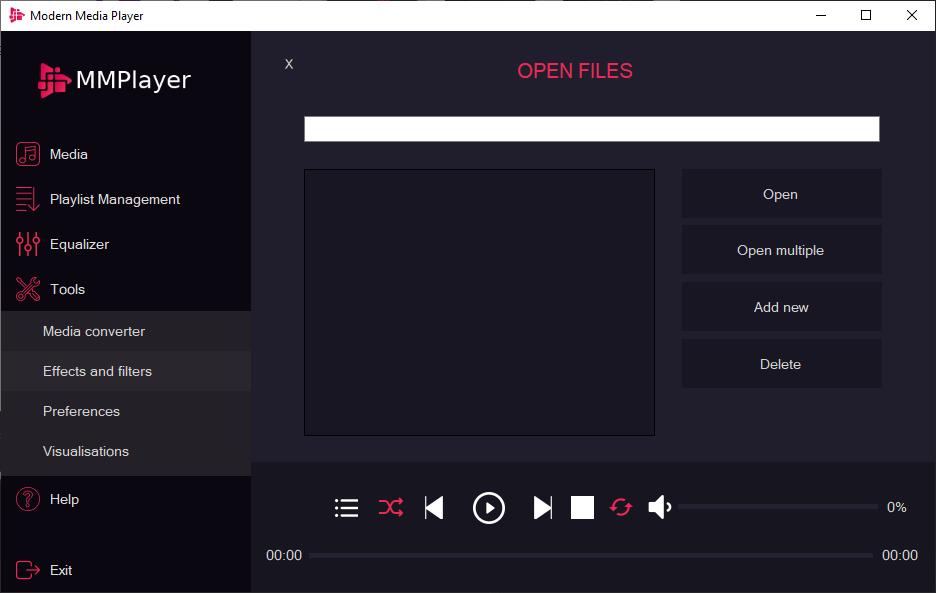 Modern Media Player
MMPlayer
Media
Playlist Management
Equalizer
Tools
Media converter
Effects and filters
Preferences
Visualisations
Help
Exit
X
OPEN FILES
Open
Open multiple
Add new
Delete
0%
00:00
00:00